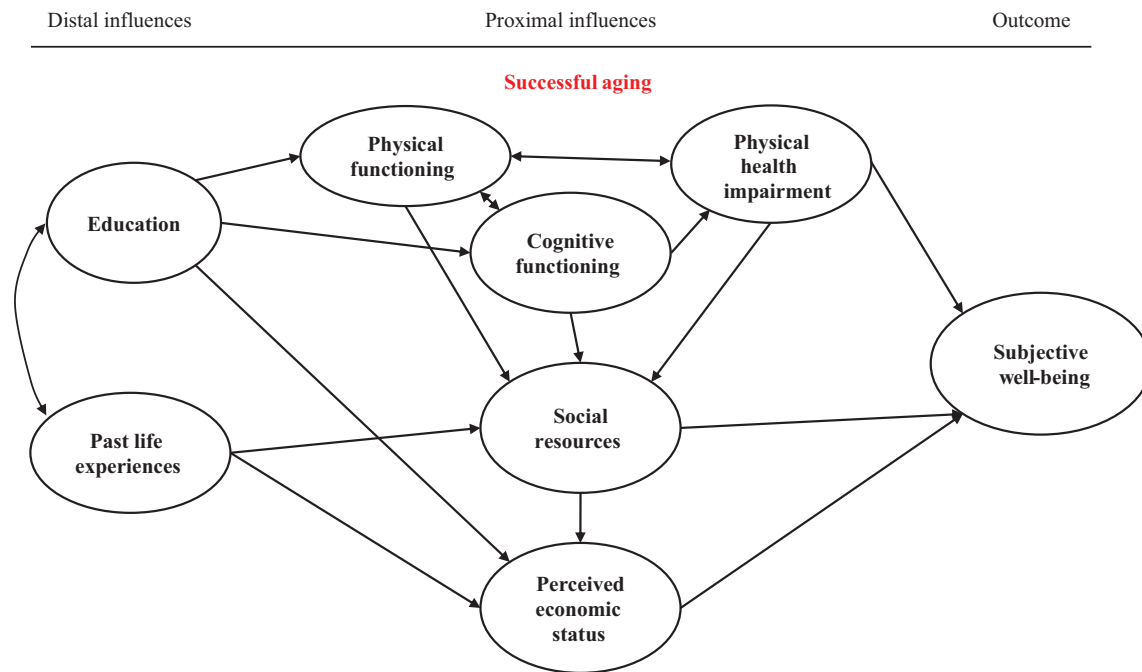 Distal influences
Proximal influences
Outcome
Successful aging
Physical
functioning
Physical
health
impairment
Education
Cognitive
functioning
Subjective
well-being
Past life
experiences
Social
resources
Perceived
economic
status